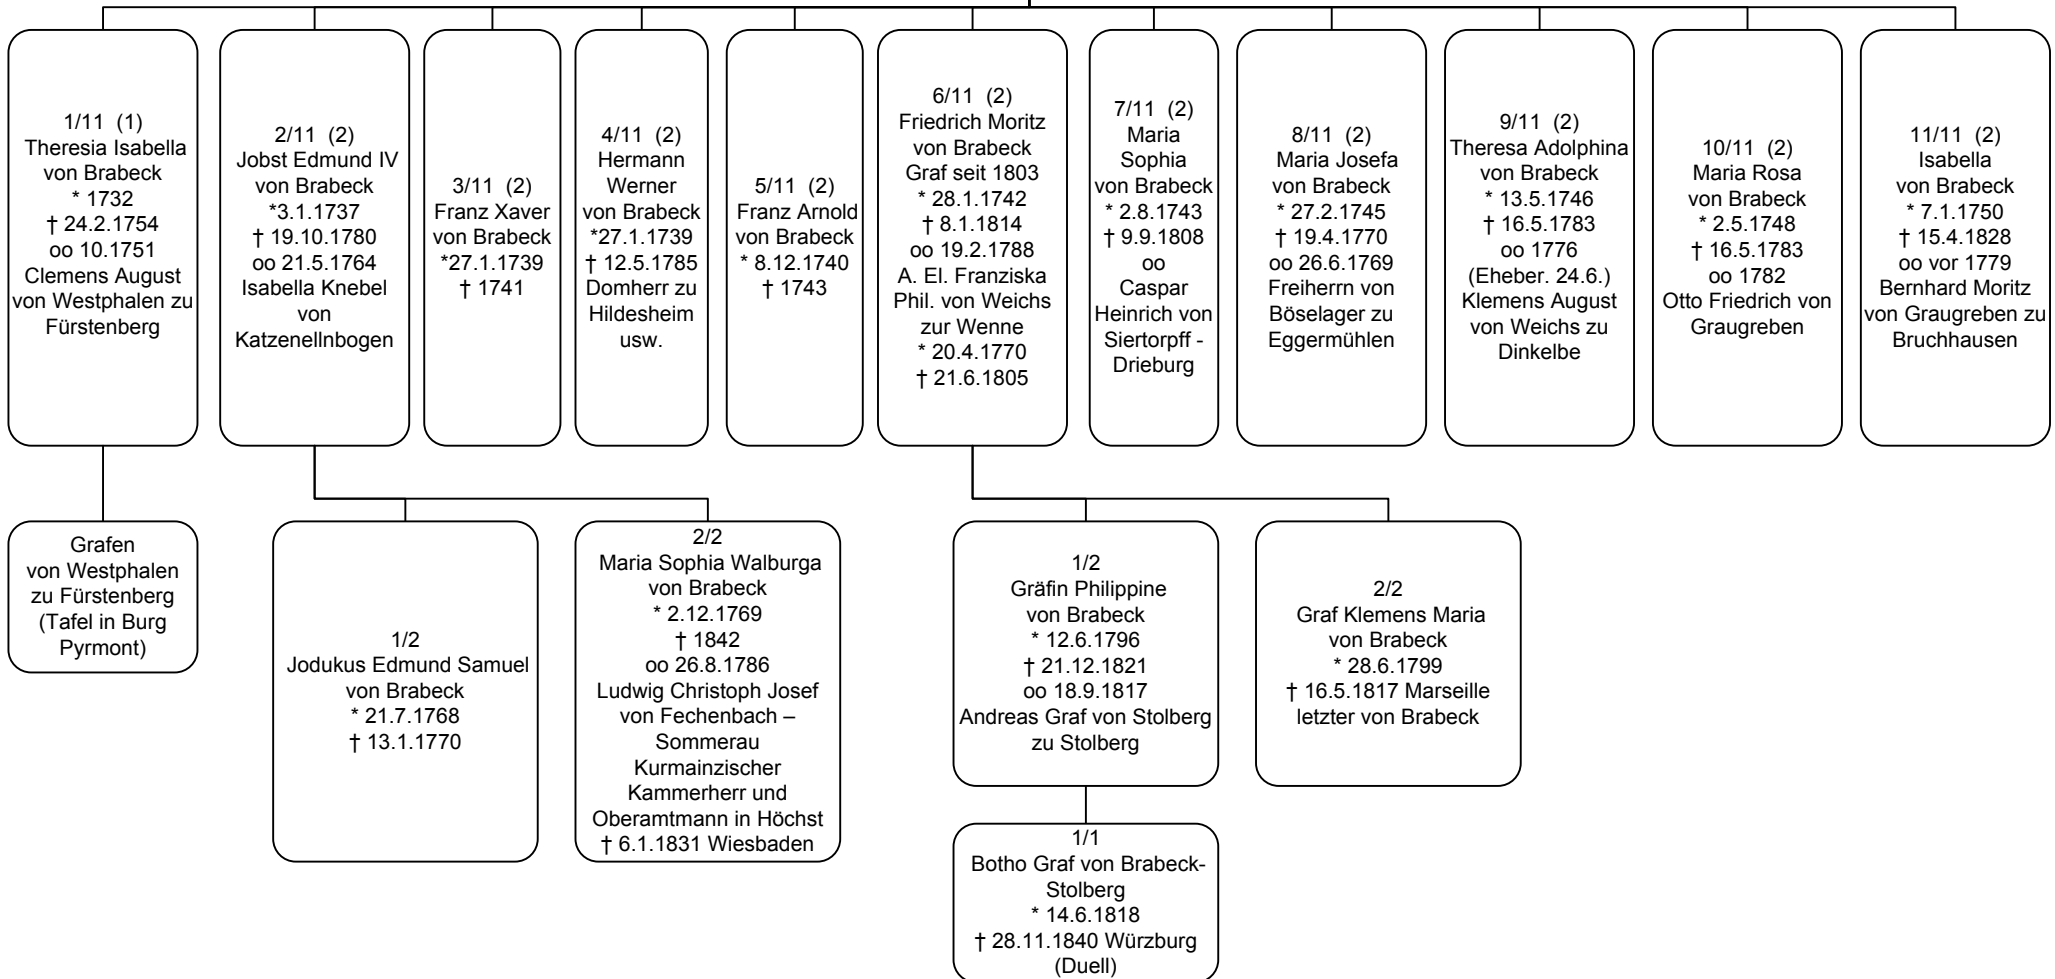 1/11 (1)
Theresia Isabella
von Brabeck
* 1732
† 24.2.1754
oo 10.1751
Clemens August
von Westphalen zu
Fürstenberg
2/11 (2)
Jobst Edmund IV
von Brabeck
*3.1.1737
† 19.10.1780
oo 21.5.1764
Isabella Knebel
von
Katzenellnbogen
3/11 (2)
Franz Xaver
von Brabeck
*27.1.1739
† 1741
4/11 (2)
Hermann
Werner
von Brabeck
*27.1.1739
† 12.5.1785
Domherr zu
Hildesheim
usw.
5/11 (2)
Franz Arnold
von Brabeck
* 8.12.1740
† 1743
6/11 (2)
Friedrich Moritz
von Brabeck
Graf seit 1803
* 28.1.1742
† 8.1.1814
oo 19.2.1788
A. El. Franziska
Phil. von Weichs
zur Wenne
* 20.4.1770
† 21.6.1805
7/11 (2)
Maria
Sophia
von Brabeck
* 2.8.1743
† 9.9.1808
oo
Caspar
Heinrich von
Siertorpff -
Drieburg
8/11 (2)
Maria Josefa
von Brabeck
* 27.2.1745
† 19.4.1770
oo 26.6.1769
Freiherrn von
Böselager zu
Eggermühlen
9/11 (2)
Theresa Adolphina
von Brabeck
* 13.5.1746
† 16.5.1783
oo 1776
(Eheber. 24.6.)
Klemens August
von Weichs zu
Dinkelbe
10/11 (2)
Maria Rosa
von Brabeck
* 2.5.1748
† 16.5.1783
oo 1782
Otto Friedrich von
Graugreben
11/11 (2)
Isabella
von Brabeck
* 7.1.1750
† 15.4.1828
oo vor 1779
Bernhard Moritz
von Graugreben zu
Bruchhausen
Grafen
von Westphalen
zu Fürstenberg
(Tafel in Burg
Pyrmont)
1/2
Jodukus Edmund Samuel
von Brabeck
* 21.7.1768
† 13.1.1770
2/2
Maria Sophia Walburga
von Brabeck
* 2.12.1769
† 1842
oo 26.8.1786
Ludwig Christoph Josef
von Fechenbach –
Sommerau
Kurmainzischer
Kammerherr und
Oberamtmann in Höchst
† 6.1.1831 Wiesbaden
1/2
Gräfin Philippine
von Brabeck
* 12.6.1796
† 21.12.1821
oo 18.9.1817
Andreas Graf von Stolberg
zu Stolberg
2/2
Graf Klemens Maria
von Brabeck
* 28.6.1799
† 16.5.1817 Marseille
letzter von Brabeck
1/1
Botho Graf von Brabeck-
Stolberg
* 14.6.1818
† 28.11.1840 Würzburg
(Duell)